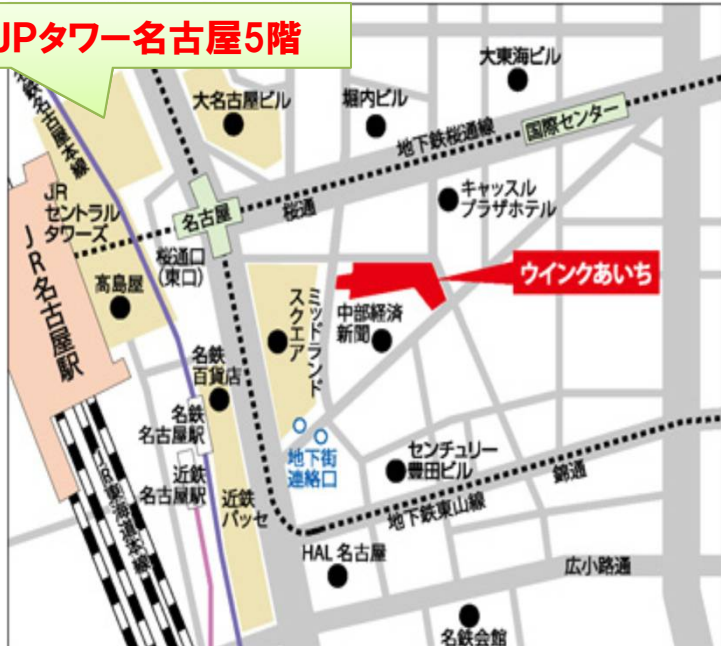 JPタワー名古屋5階
大東海ビル
大名古屋ビル
堀内ビル
名鉄名古屋本線
地下鉄桜通線
国際センター
JR
セントラル
タワーズ
名古屋
桜通
キャッスル
プラザホテル
桜通口
(東口)
ウインクあいち
JR名古屋駅
高島屋
ミッドランド
スクエア
中部経済
新聞
名鉄
百貨店
名鉄
名古屋駅
地下街
連絡口
センチュリー
豊田ビル
近鉄
名古屋駅
近鉄
パッセ
錦通
地下鉄東山線
JR東海道本線
HAL 名古屋
広小路通
名鉄会館